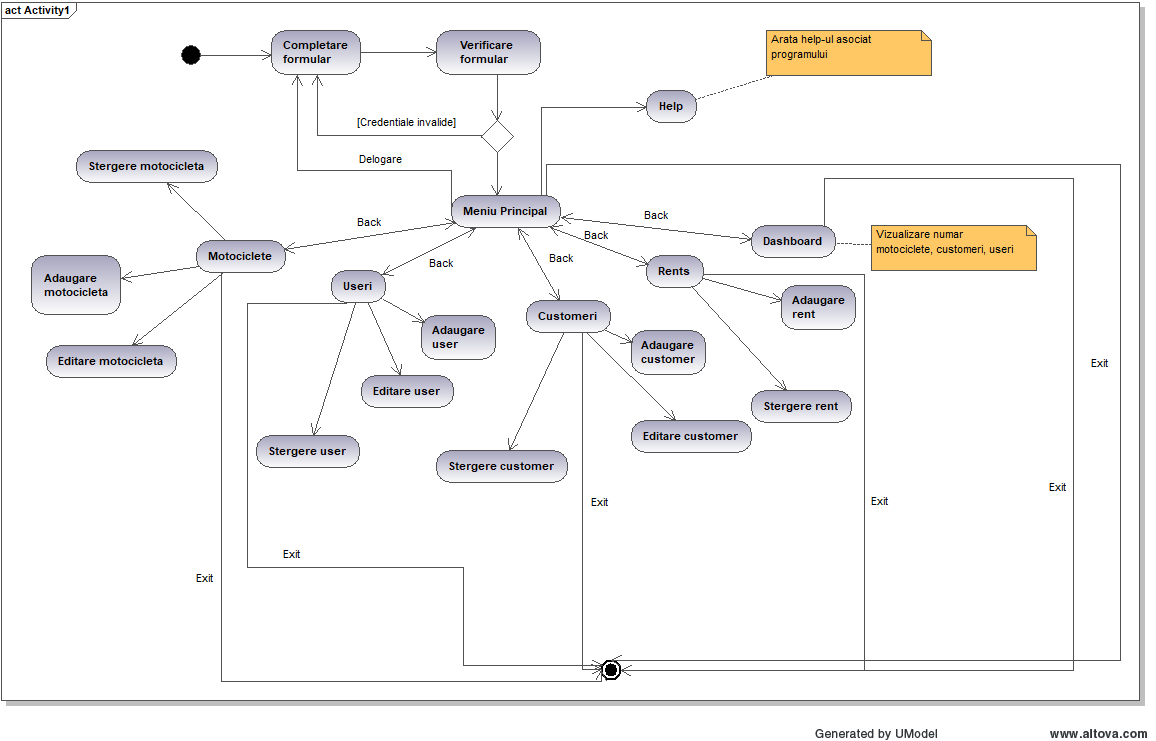 act Activity1
Completare
formular
Verificare
formular
Arata help-ul asociat
programului
Help
[Credentiale invalide]
Delogare
Stergere motocicleta
Meniu Principal
Back
Back
Back
Back
Back
Dashboard
Vizualizare numar
motociclete, customeri, useri
Motociclete
Adaugare
motocicleta
Useri
Rents
Customeri
Adaugare
rent
Adaugare
user
Adaugare
customer
Editare motocicleta
Editare user
Stergere rent
Exit
Editare customer
Stergere user
Stergere customer
Exit
Exit
Exit
Exit
Exit
Generated by UModel
www.altova.com